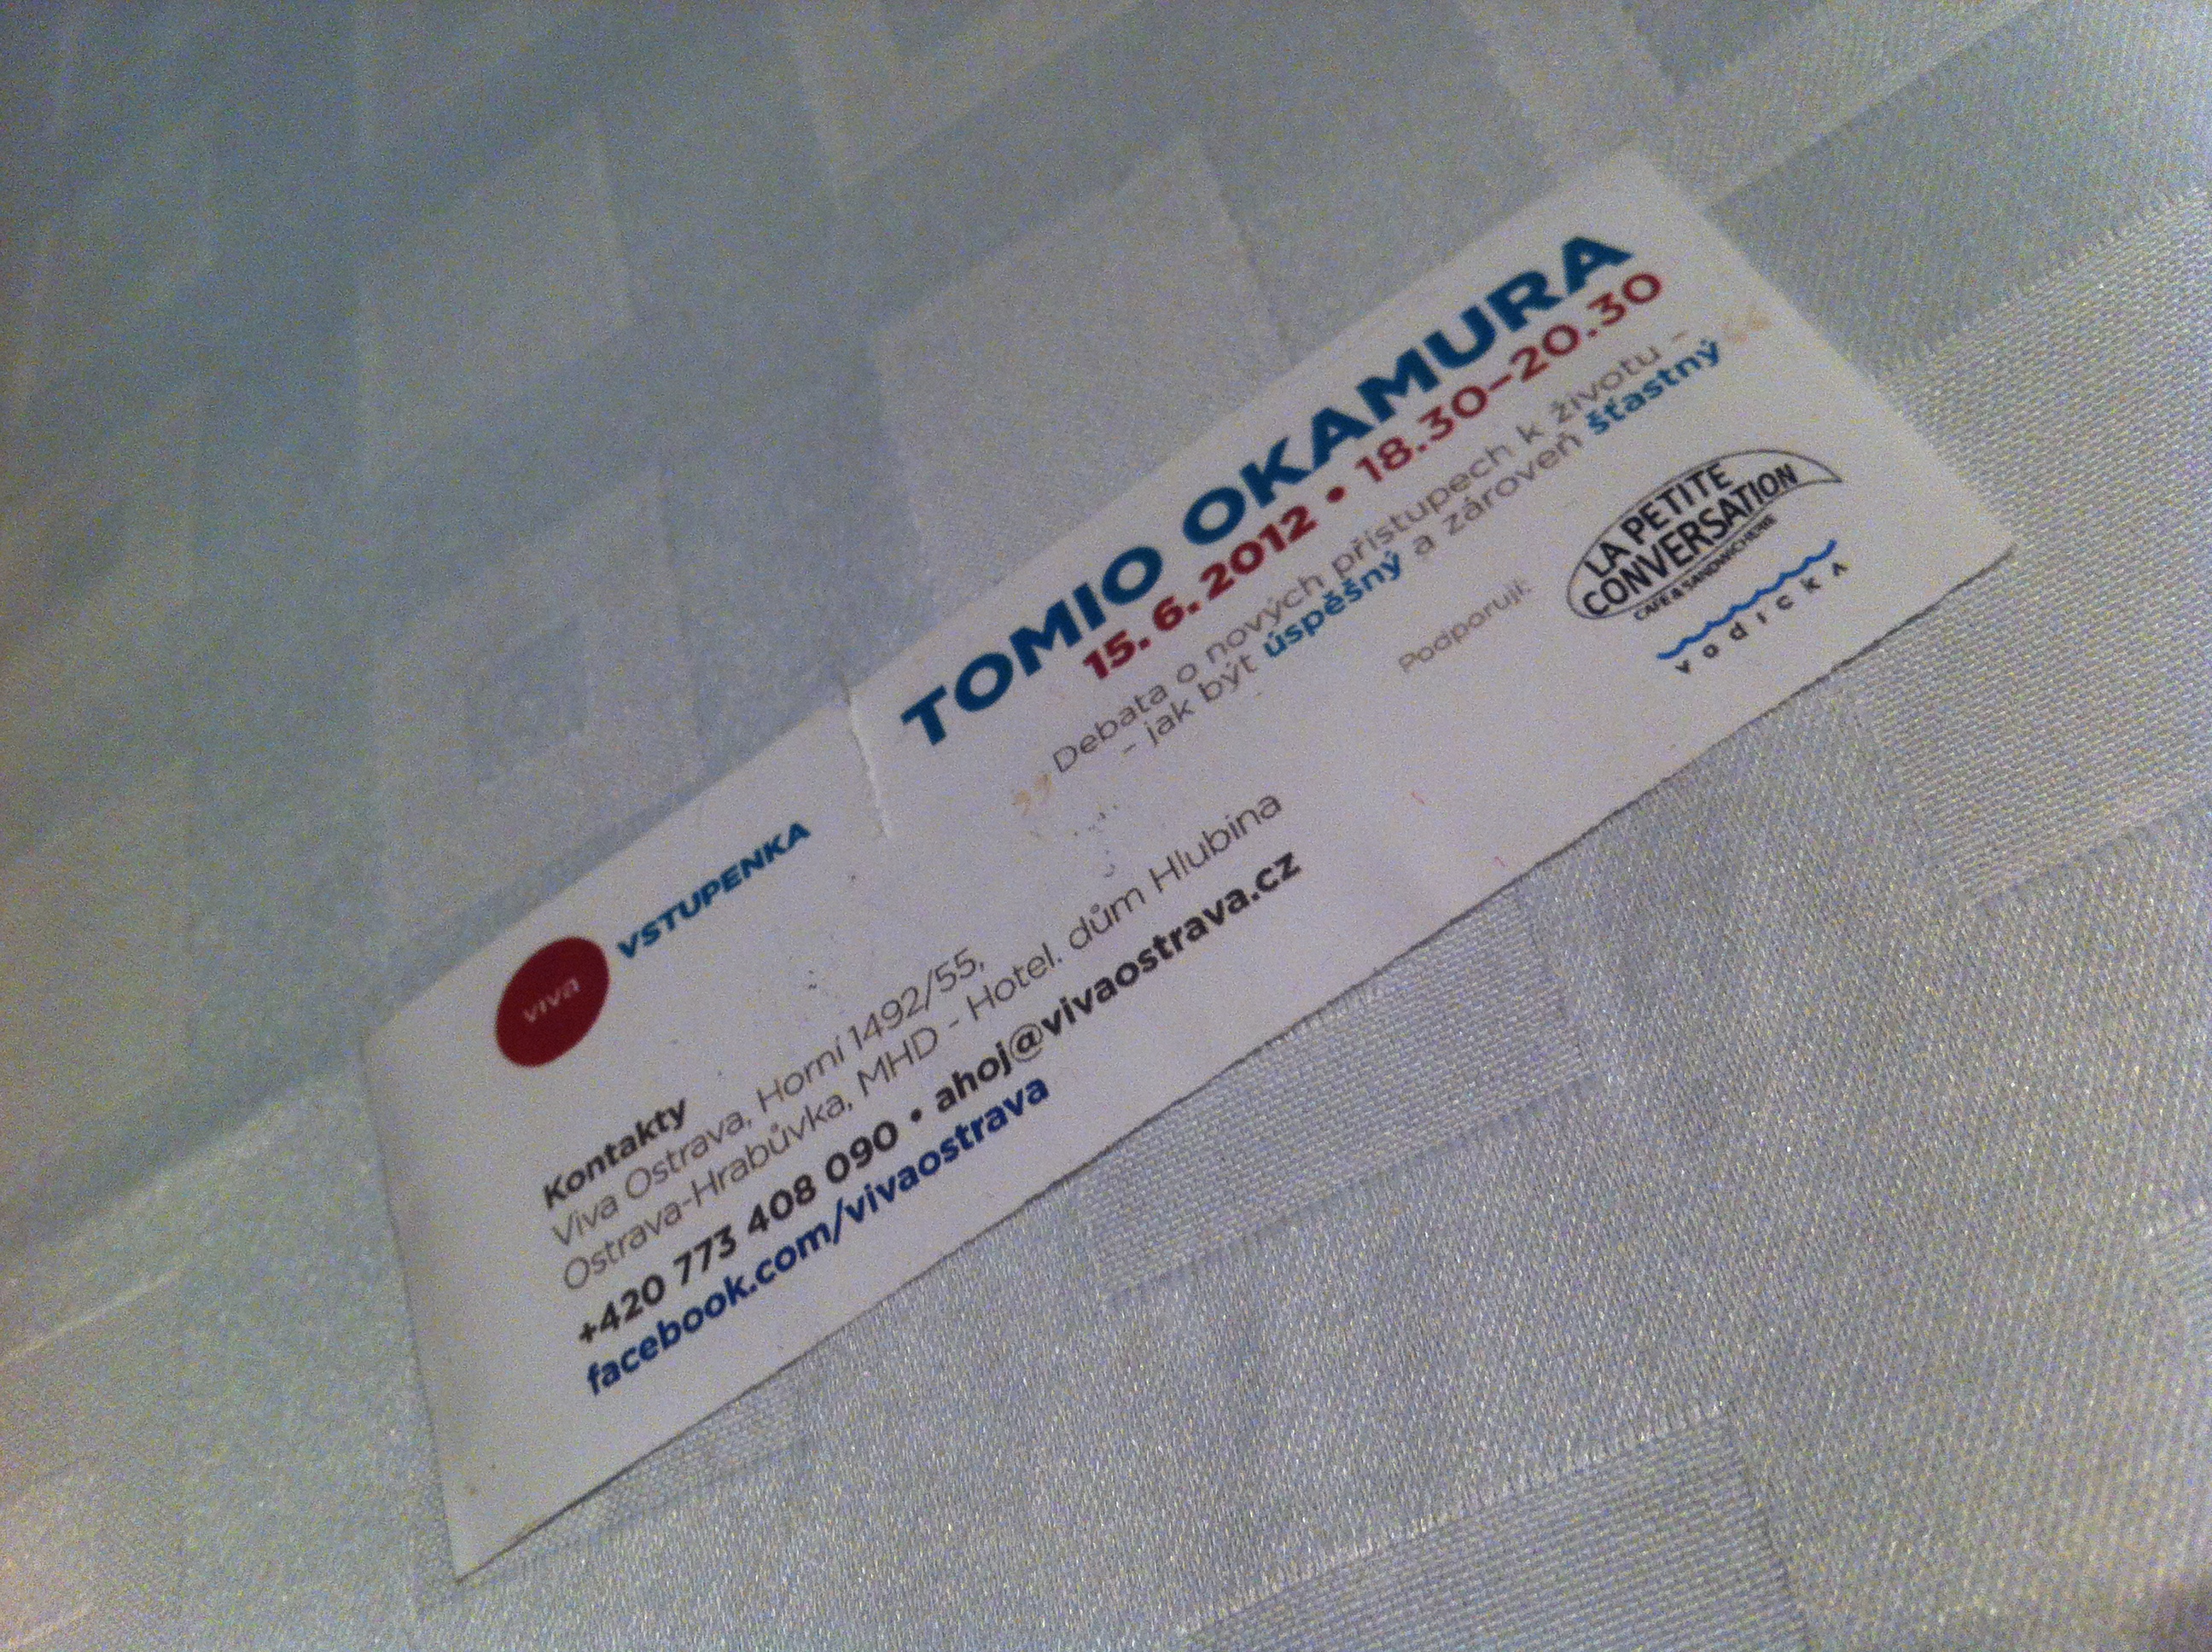 viva
VSTUPENKA
TOMIO OKAMURA
15. 6. 2012 • 18.30–20.30
„Debata o nových přístupech k životu –
– jak být úspěšný a zároveň šťastný“
Podporují:
LA PETITE
CONVERSATION
CAFÉ & SANDWICHERIE
vodička
Kontakty
Viva Ostrava, Horní 1492/55,
Ostrava-Hrabůvka, MHD - Hotel. dům Hlubina
+420 773 408 090 • ahoj@vivaostrava.cz
facebook.com/vivaostrava